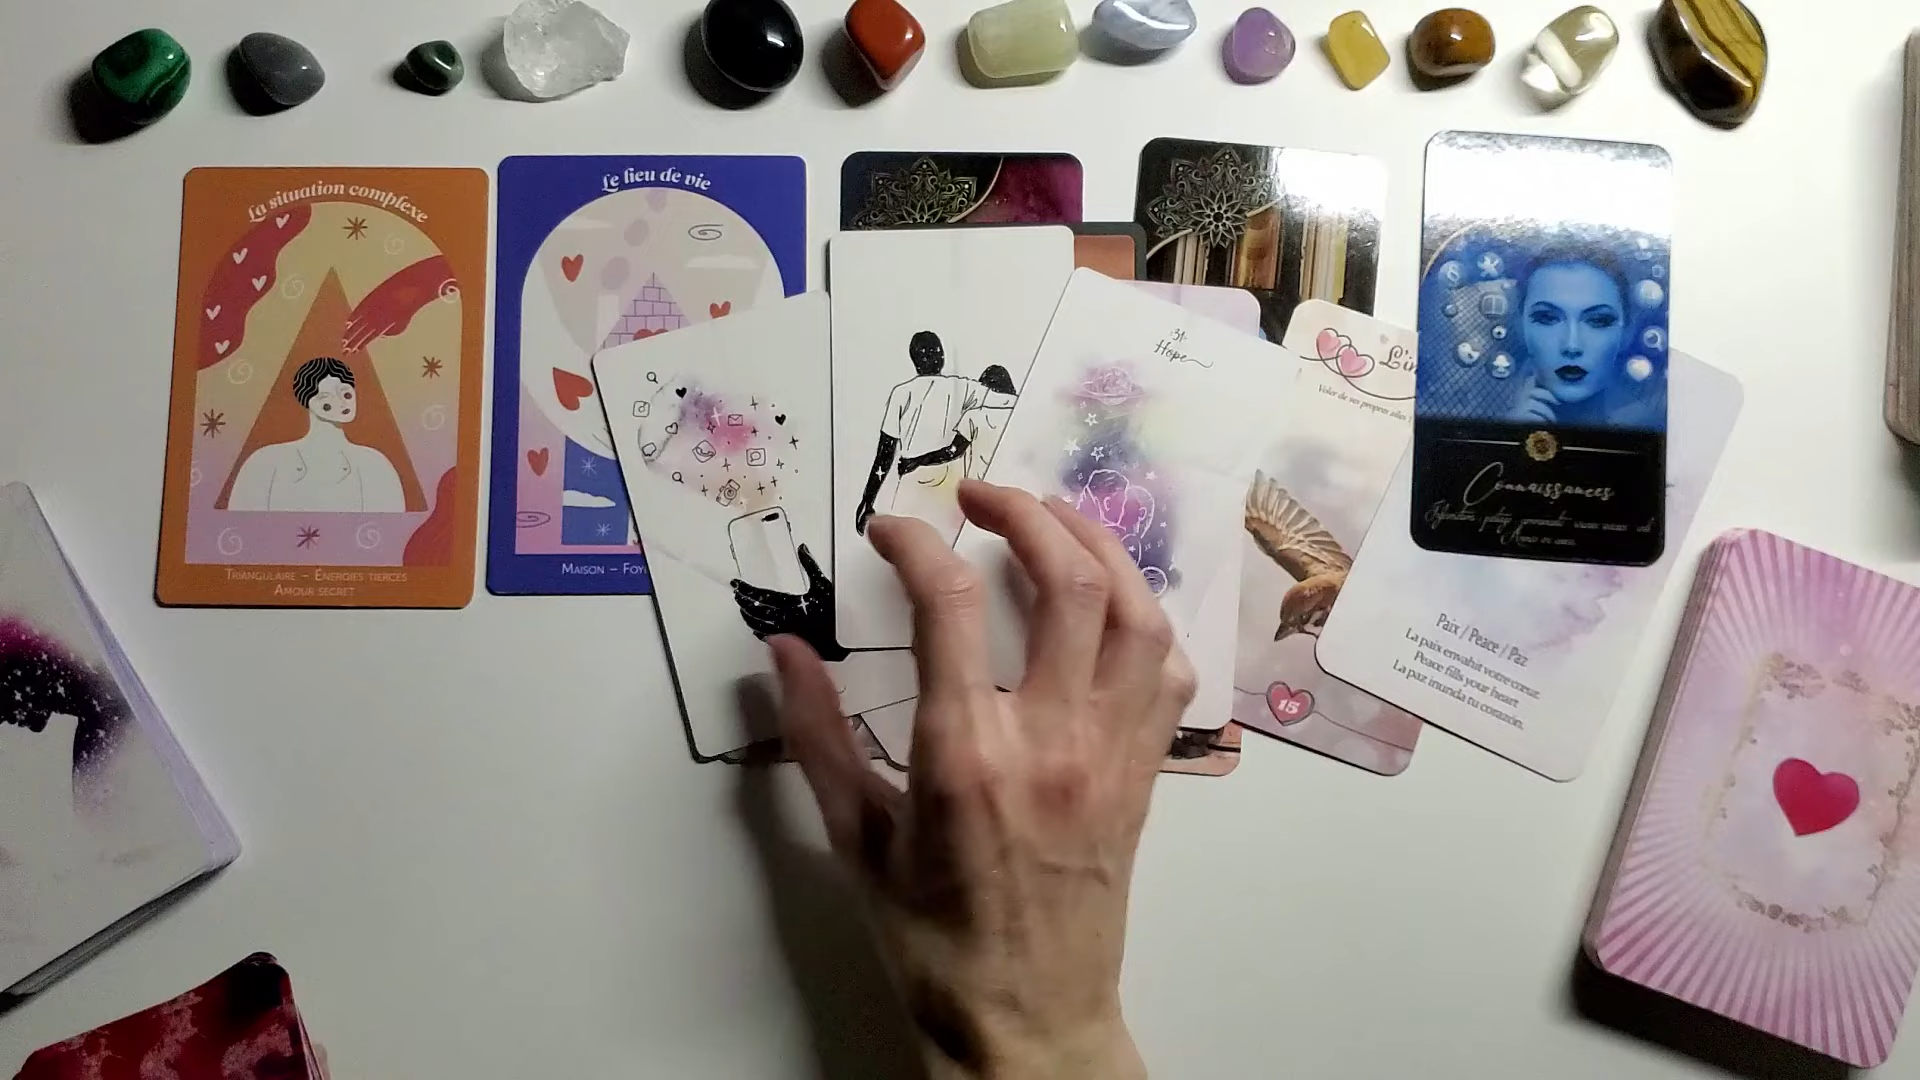 La situation complexe
TRIANGULAIRE – ÉNERGIES TIERCES
AMOUR SECRET
Le lieu de vie
MAISON – FOY
31.
Hope
L'in
Voler de ses propres ailes !
15
Paix / Peace / Paz
La paix envahit votre cœur.
Peace fills your heart
La paz inunda tu corazón.
Connaissances